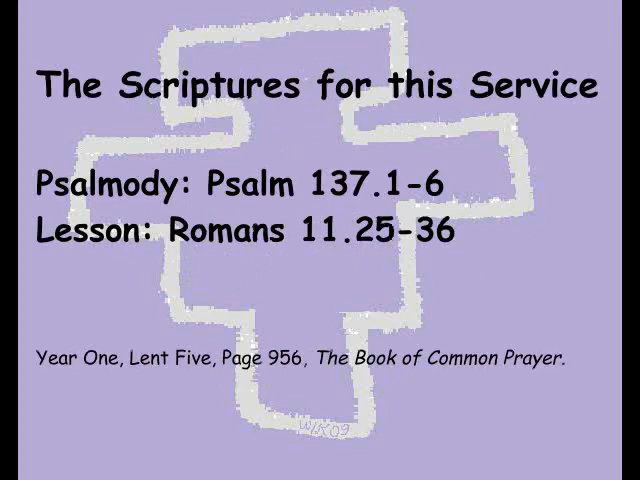 The Scriptures for this Service
Psalmody: Psalm 137.1-6
Lesson: Romans 11.25-36
Year One, Lent Five, Page 956, The Book of Common Prayer.
WLK09